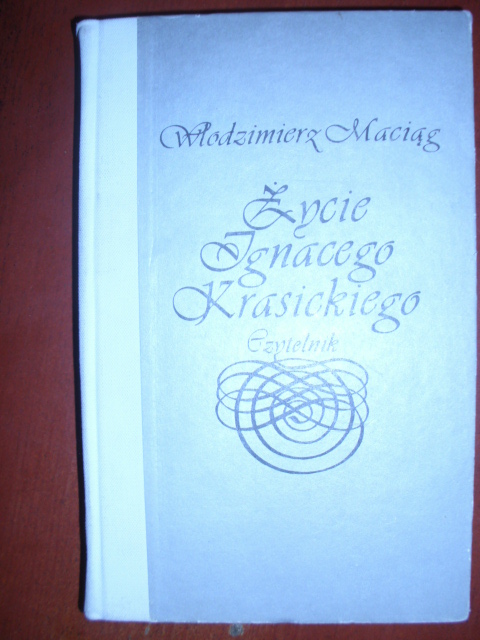 Włodzimierz Maciąg
Życie
Ignacego
Krasickiego
Czytelnik